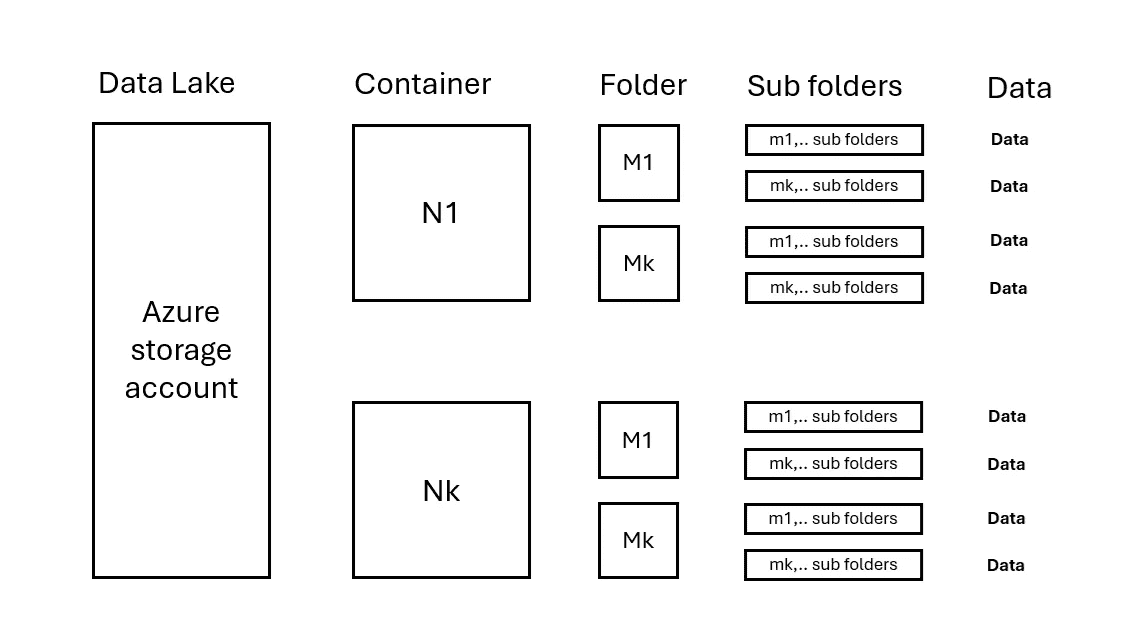 Data Lake
Container
Folder
Sub folders
Data
Azure
storage
account
N1
M1
m1,.. sub folders
Data
mk,.. sub folders
Data
Mk
m1,.. sub folders
Data
mk,.. sub folders
Data
Nk
M1
m1,.. sub folders
Data
mk,.. sub folders
Data
Mk
m1,.. sub folders
Data
mk,.. sub folders
Data